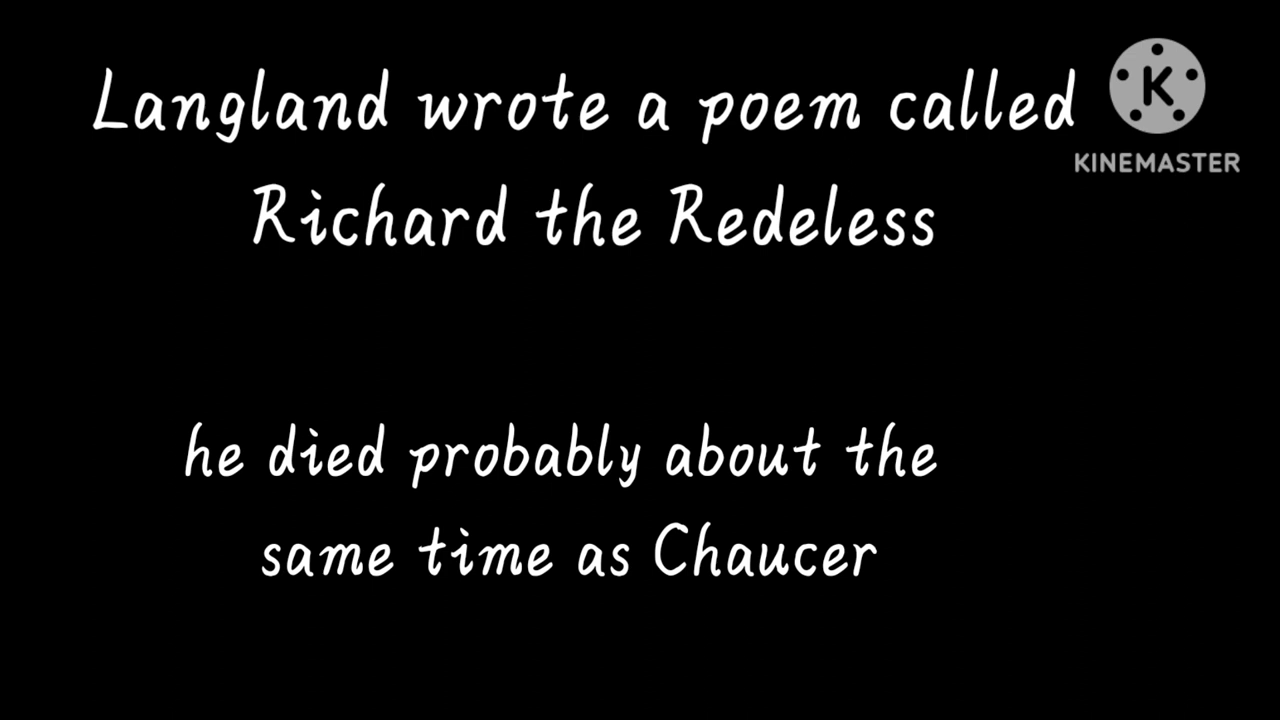 Langland wrote a poem called
Richard the Redeless
K
KINEMASTER
he died probably about the
same time as Chaucer